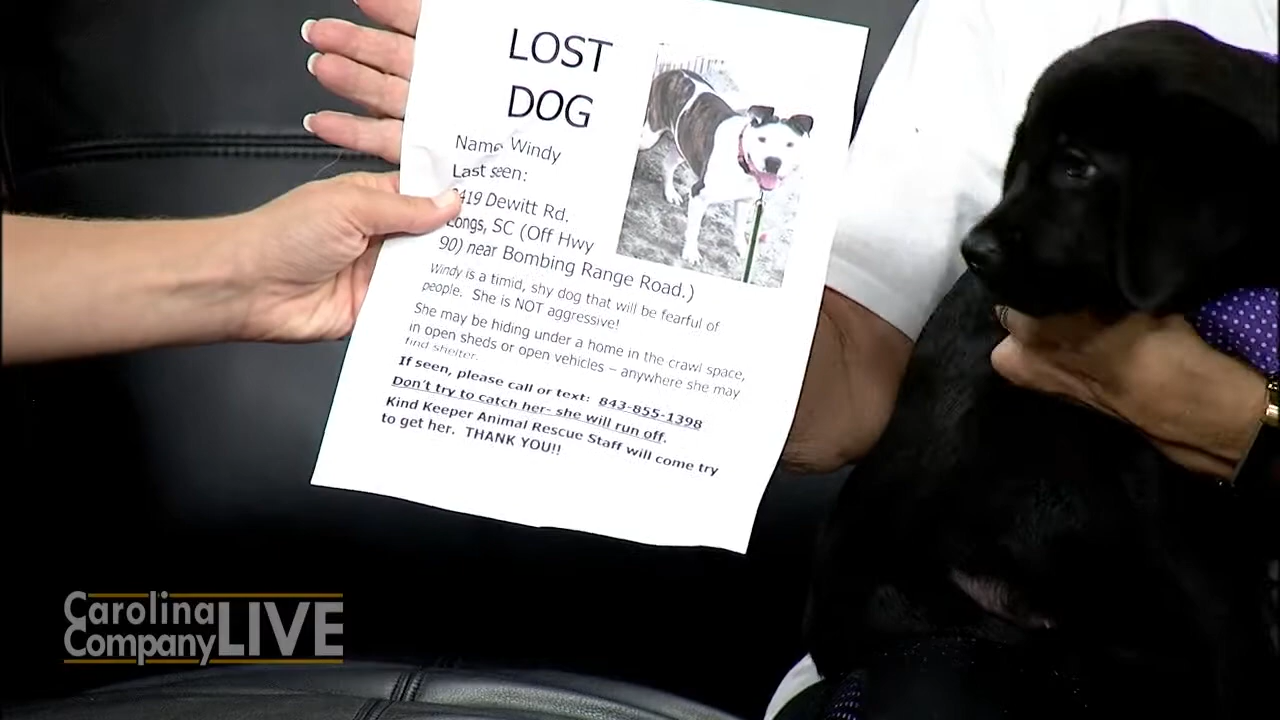 LOST
DOG
Name Windy
Last seen:
419 Dewitt Rd.
Longs, SC (Off Hwy
90) near Bombing Range Road.)
Windy is a timid, shy dog that will be fearful of
people. She is NOT aggressive!
She may be hiding under a home in the crawl space,
in open sheds or open vehicles – anywhere she may
find shelter.
If seen, please call or text: 843-855-1398
Don't try to catch her- she will run off.
Kind Keeper Animal Rescue Staff will come try
to get her. THANK YOU!!
Carolina
Company LIVE